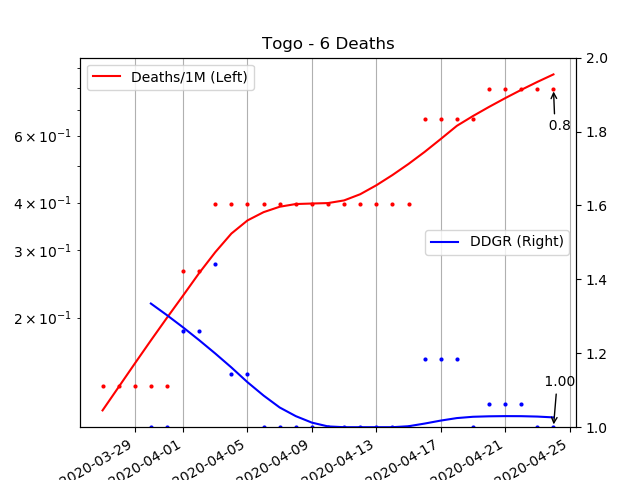 Togo - 6 Deaths
Deaths/1M (Left)
DDGR (Right)
6 × 10⁻¹
4 × 10⁻¹
3 × 10⁻¹
2 × 10⁻¹
2.0
1.8
1.6
1.4
1.2
1.0
0.8
1.00
2020-03-29
2020-04-01
2020-04-05
2020-04-09
2020-04-13
2020-04-17
2020-04-21
2020-04-25